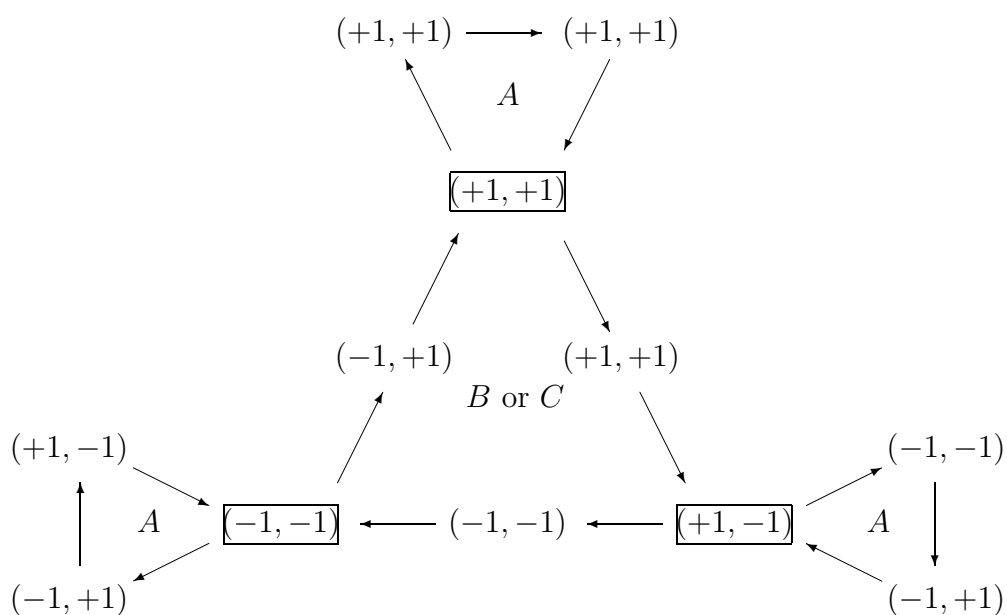 (+1, +1) (+1, +1)
A
(+1, +1)
(−1, +1) (+1, +1)
B or C
(+1, −1) (−1, −1)
A (−1, −1) (−1, −1) (+1, −1) A
(−1, +1) (−1, +1)